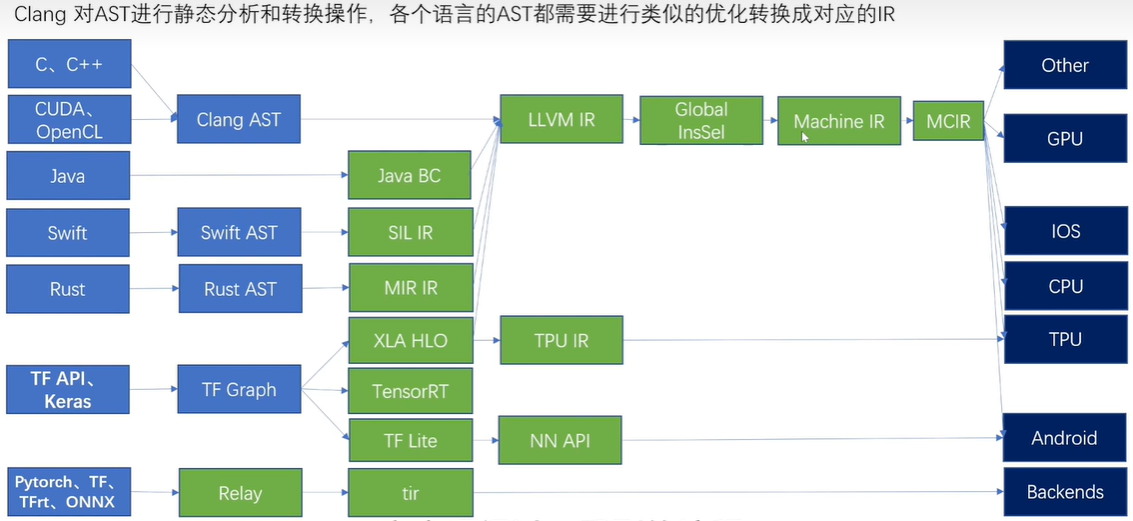 Clang 对AST进行静态分析和转换操作，各个语言的AST都需要进行类似的优化转换成对应的IR
C、C++
CUDA、
OpenCL
Clang AST
LLVM IR
Global
InsSel
Machine IR
MCIR
Other
GPU
Java
Java BC
Swift
Swift AST
SIL IR
IOS
Rust
Rust AST
MIR IR
CPU
XLA HLO
TPU IR
TPU
TF API、
Keras
TF Graph
TensorRT
TF Lite
NN API
Android
Pytorch、TF、
TFrt、ONNX
Relay
tir
Backends